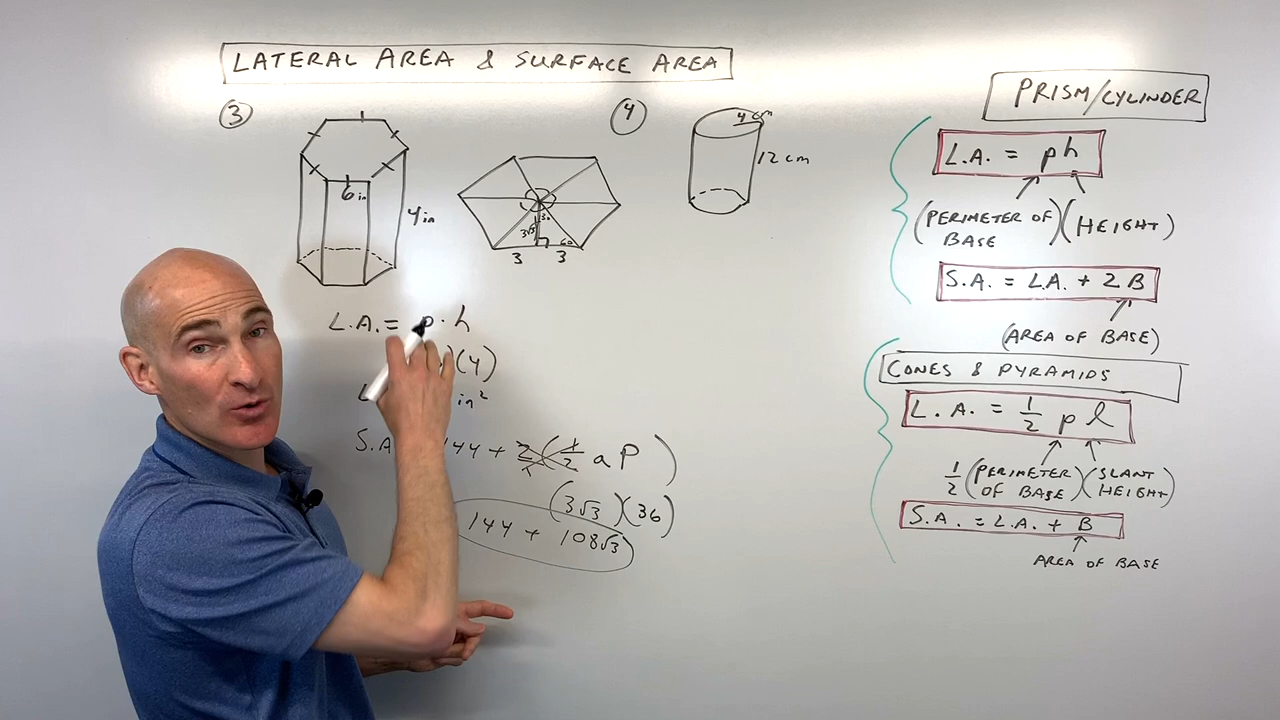 LATERAL AREA & SURFACE AREA
③
6 in
4 in
3√3
30
60
3 3
L.A. = p · h
)(4)
L in²
S.A 144 + 2(1/2 a P )
(3√3)(36)
144 + 108√3
④
4 cm
12 cm
PRISM/CYLINDER
L.A. = ph
(PERIMETER OF BASE)(HEIGHT)
S.A. = L.A. + 2B
(AREA OF BASE)
CONES & PYRAMIDS
L.A. = 1/2 p l
1/2 (PERIMETER OF BASE)(SLANT HEIGHT)
S.A. = L.A. + B
AREA OF BASE